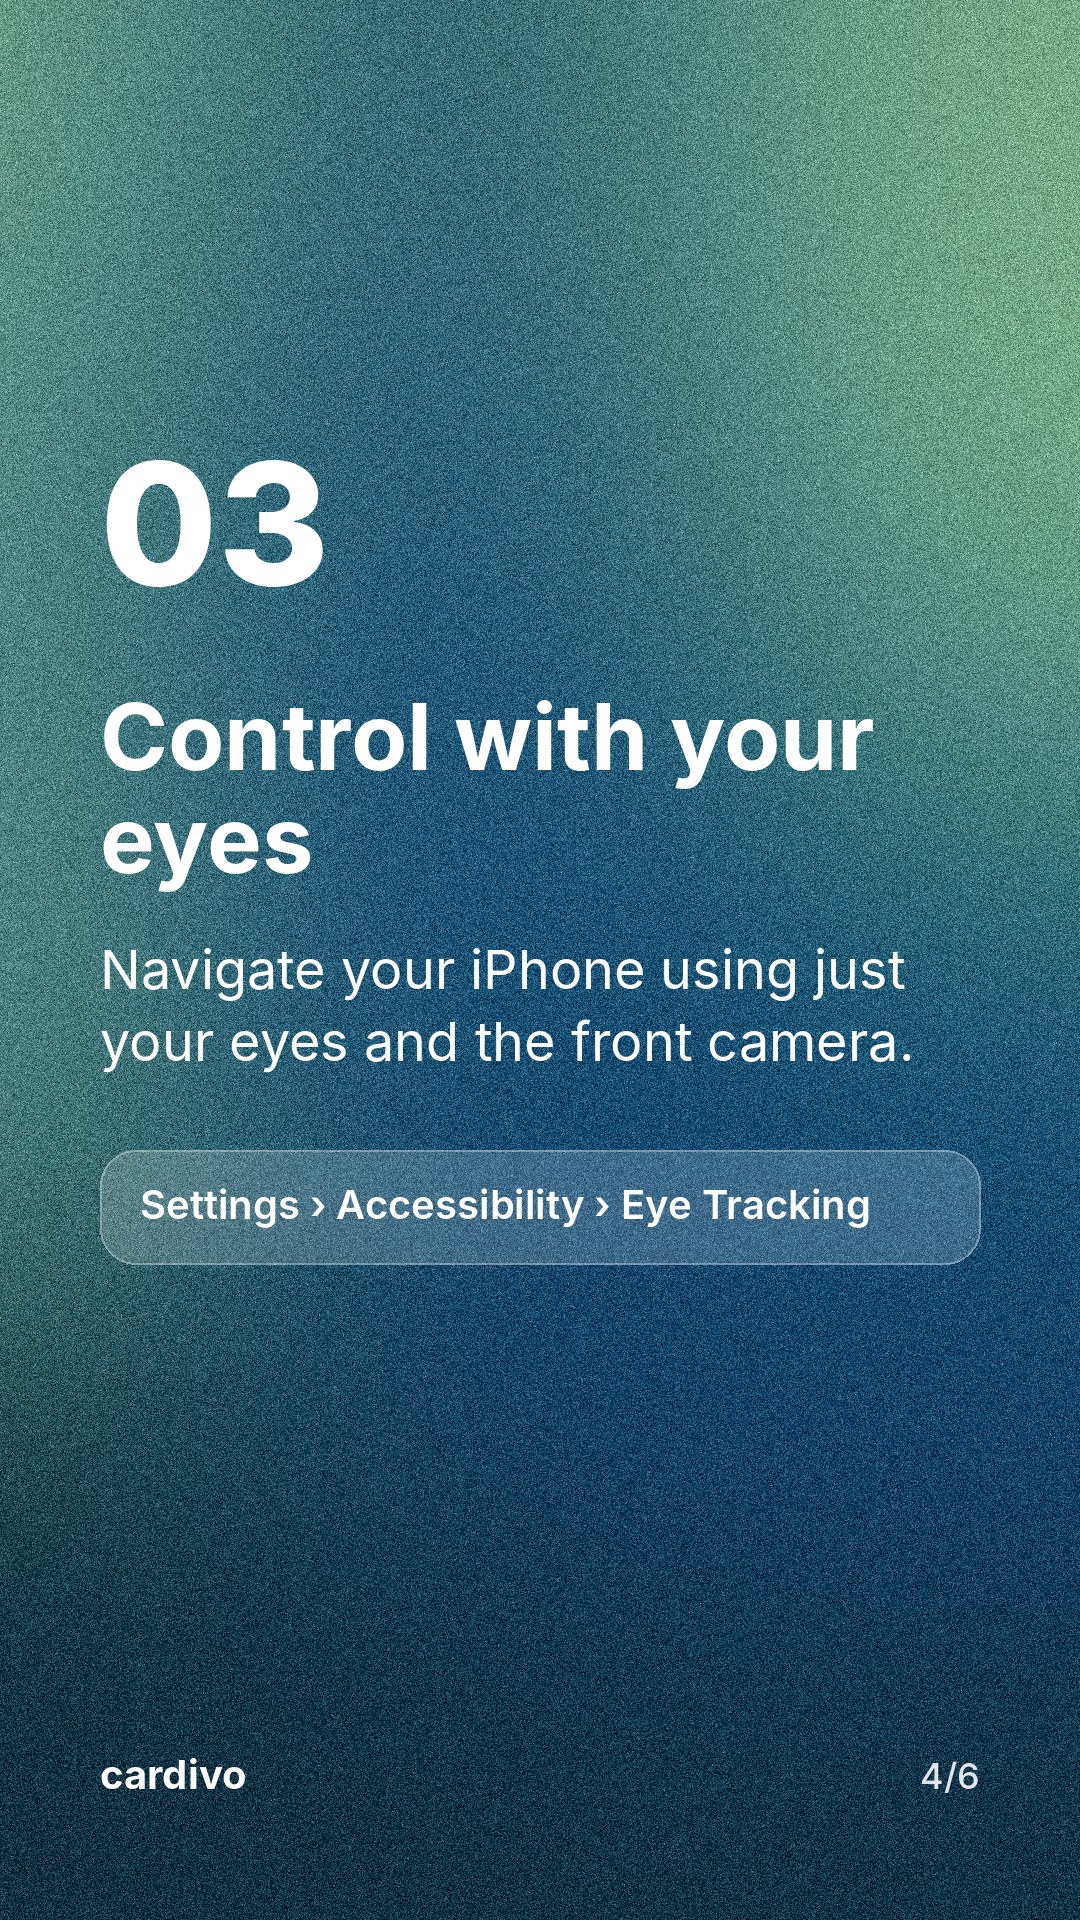 03
Control with your
eyes
Navigate your iPhone using just
your eyes and the front camera.
Settings › Accessibility › Eye Tracking
cardivo
4/6